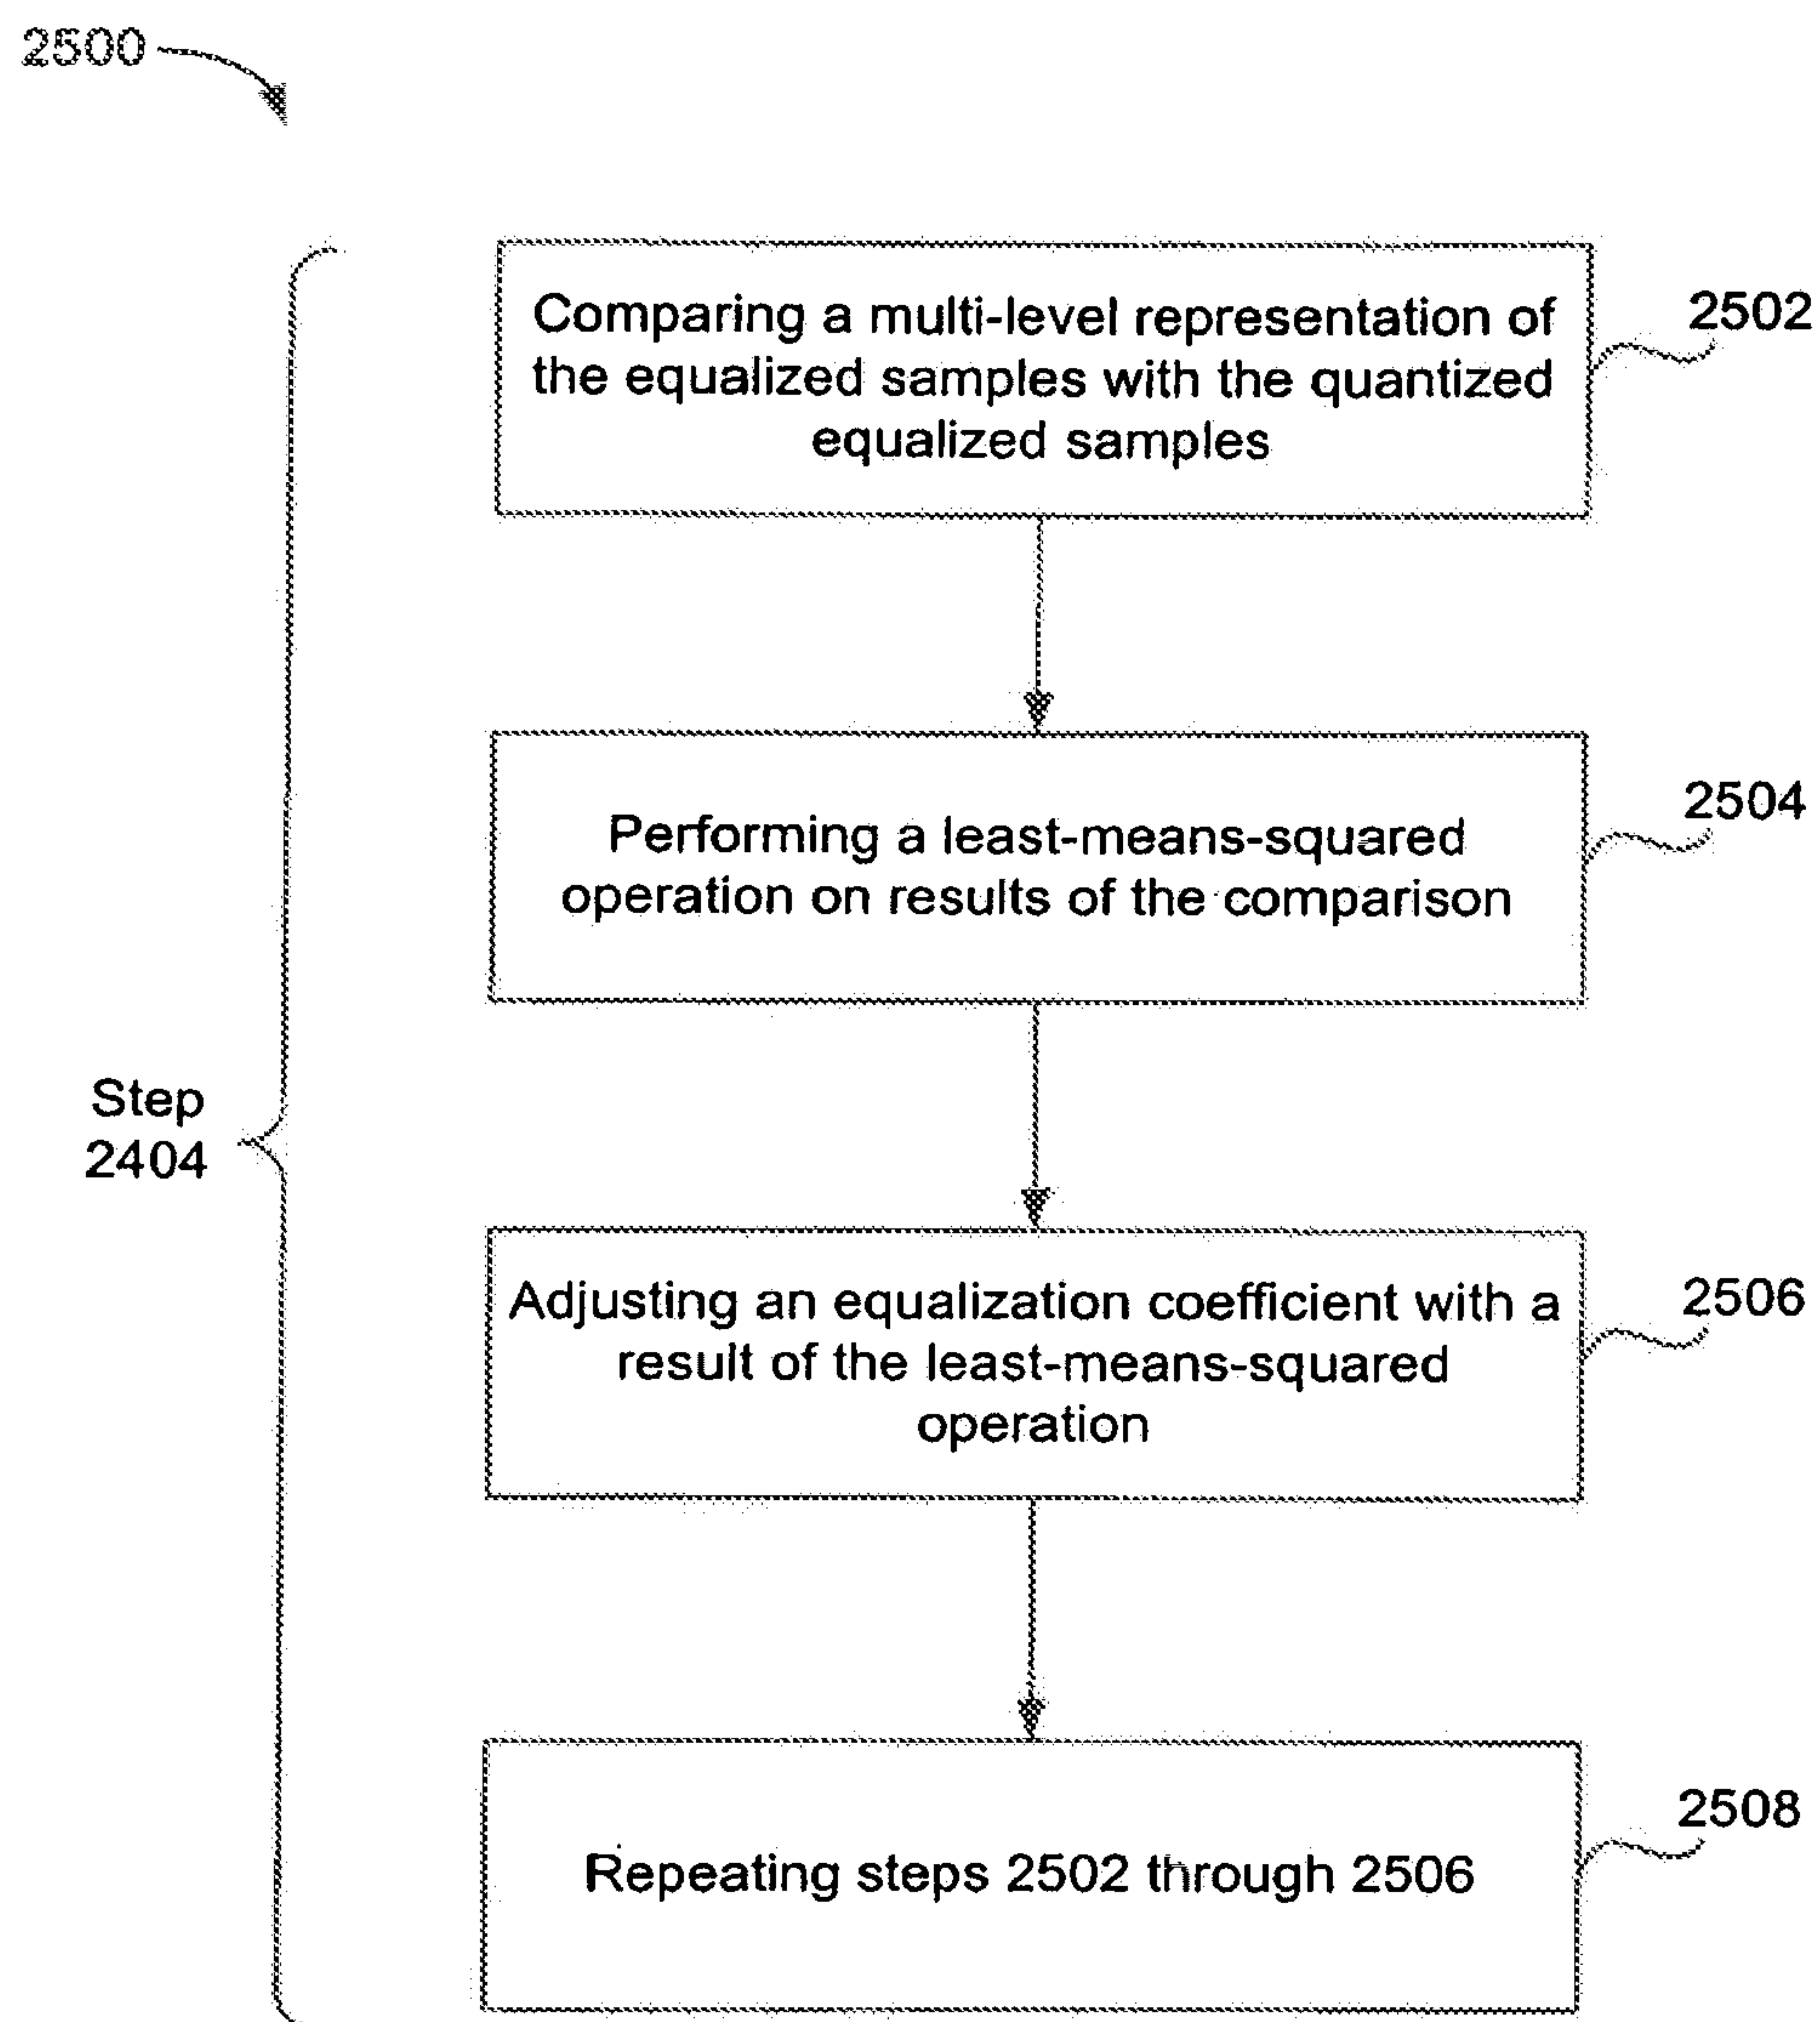 2500
Comparing a multi-level representation of
the equalized samples with the quantized
equalized samples
2502
Performing a least-means-squared
operation on results of the comparison
2504
Step
2404
Adjusting an equalization coefficient with a
result of the least-means-squared
operation
2506
Repeating steps 2502 through 2506
2508